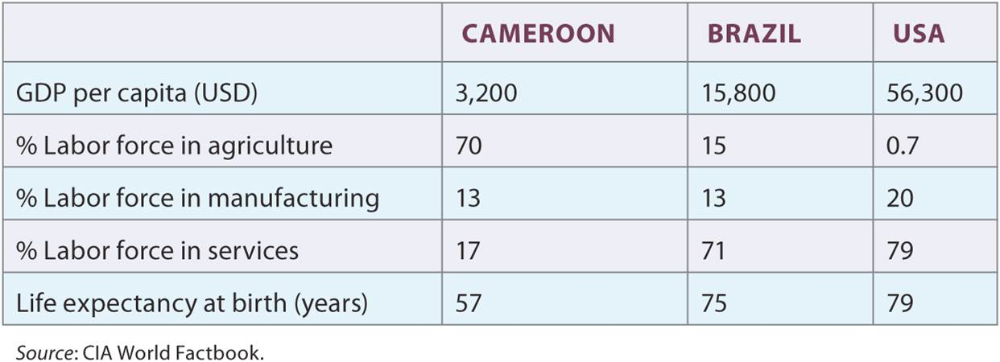 CAMEROON BRAZIL USA
GDP per capita (USD) 3,200 15,800 56,300
% Labor force in agriculture 70 15 0.7
% Labor force in manufacturing 13 13 20
% Labor force in services 17 71 79
Life expectancy at birth (years) 57 75 79
Source: CIA World Factbook.